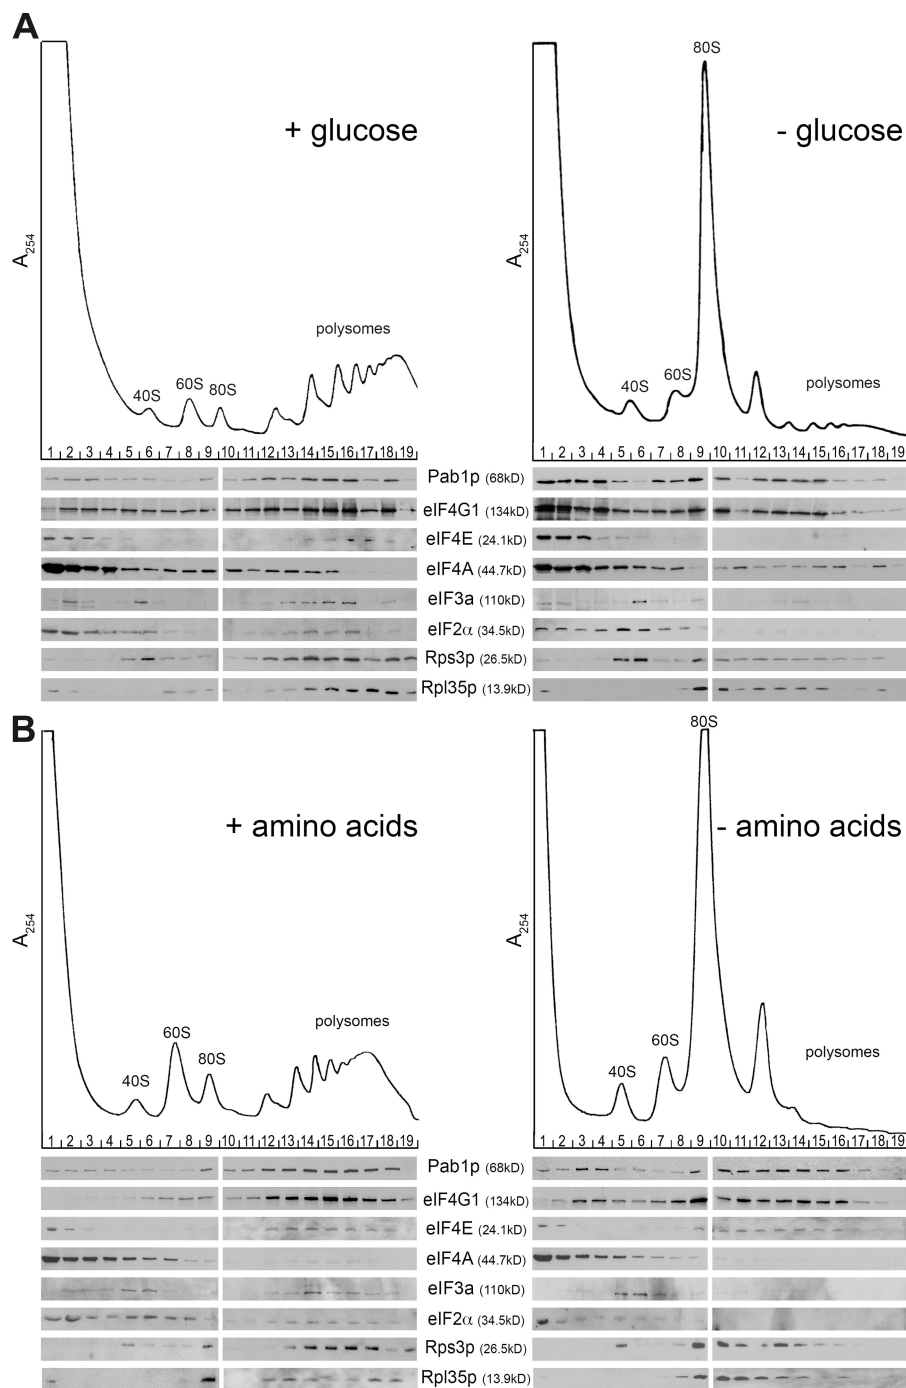 A
+ glucose
- glucose
80S
A254
A254
polysomes
polysomes
40S
60S
80S
40S
60S
1 2 3 4 5 6 7 8 9 10 11 12 13 14 15 16 17 18 19
1 2 3 4 5 6 7 8 9 10 11 12 13 14 15 16 17 18 19
Pab1p (68kD)
eIF4G1 (134kD)
eIF4E (24.1kD)
eIF4A (44.7kD)
eIF3a (110kD)
eIF2α (34.5kD)
Rps3p (26.5kD)
Rpl35p (13.9kD)
B
80S
+ amino acids
- amino acids
A254
A254
polysomes
polysomes
60S
80S
40S
60S
40S
1 2 3 4 5 6 7 8 9 10 11 12 13 14 15 16 17 18 19
1 2 3 4 5 6 7 8 9 10 11 12 13 14 15 16 17 18 19
Pab1p (68kD)
eIF4G1 (134kD)
eIF4E (24.1kD)
eIF4A (44.7kD)
eIF3a (110kD)
eIF2α (34.5kD)
Rps3p (26.5kD)
Rpl35p (13.9kD)